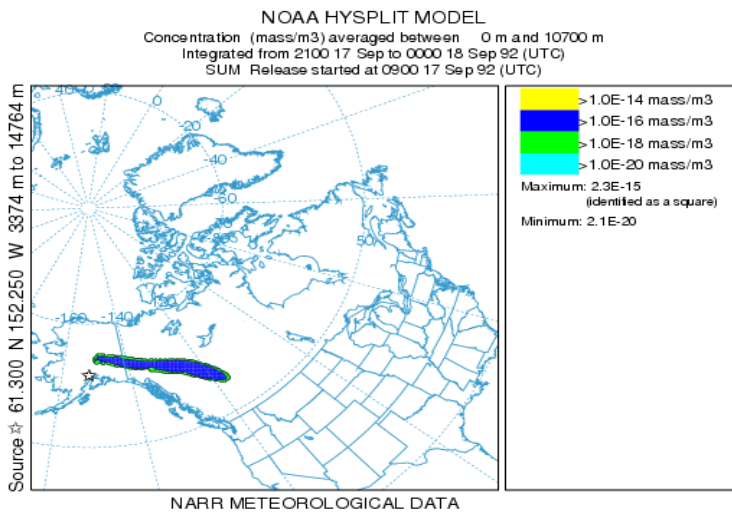 NOAA HYSPLIT MODEL
Concentration (mass/m3) averaged between 0 m and 10700 m
Integrated from 2100 17 Sep to 0000 18 Sep 92 (UTC)
SUM Release started at 0900 17 Sep 92 (UTC)
Source ☆ 61.300 N 152.250 W 3374 m to 14764 m
40
0
-20
-40
-60
50
-160
-140
>1.0E-14 mass/m3
>1.0E-16 mass/m3
>1.0E-18 mass/m3
>1.0E-20 mass/m3
Maximum: 2.3E-15
(identified as a square)
Minimum: 2.1E-20
NARR METEOROLOGICAL DATA